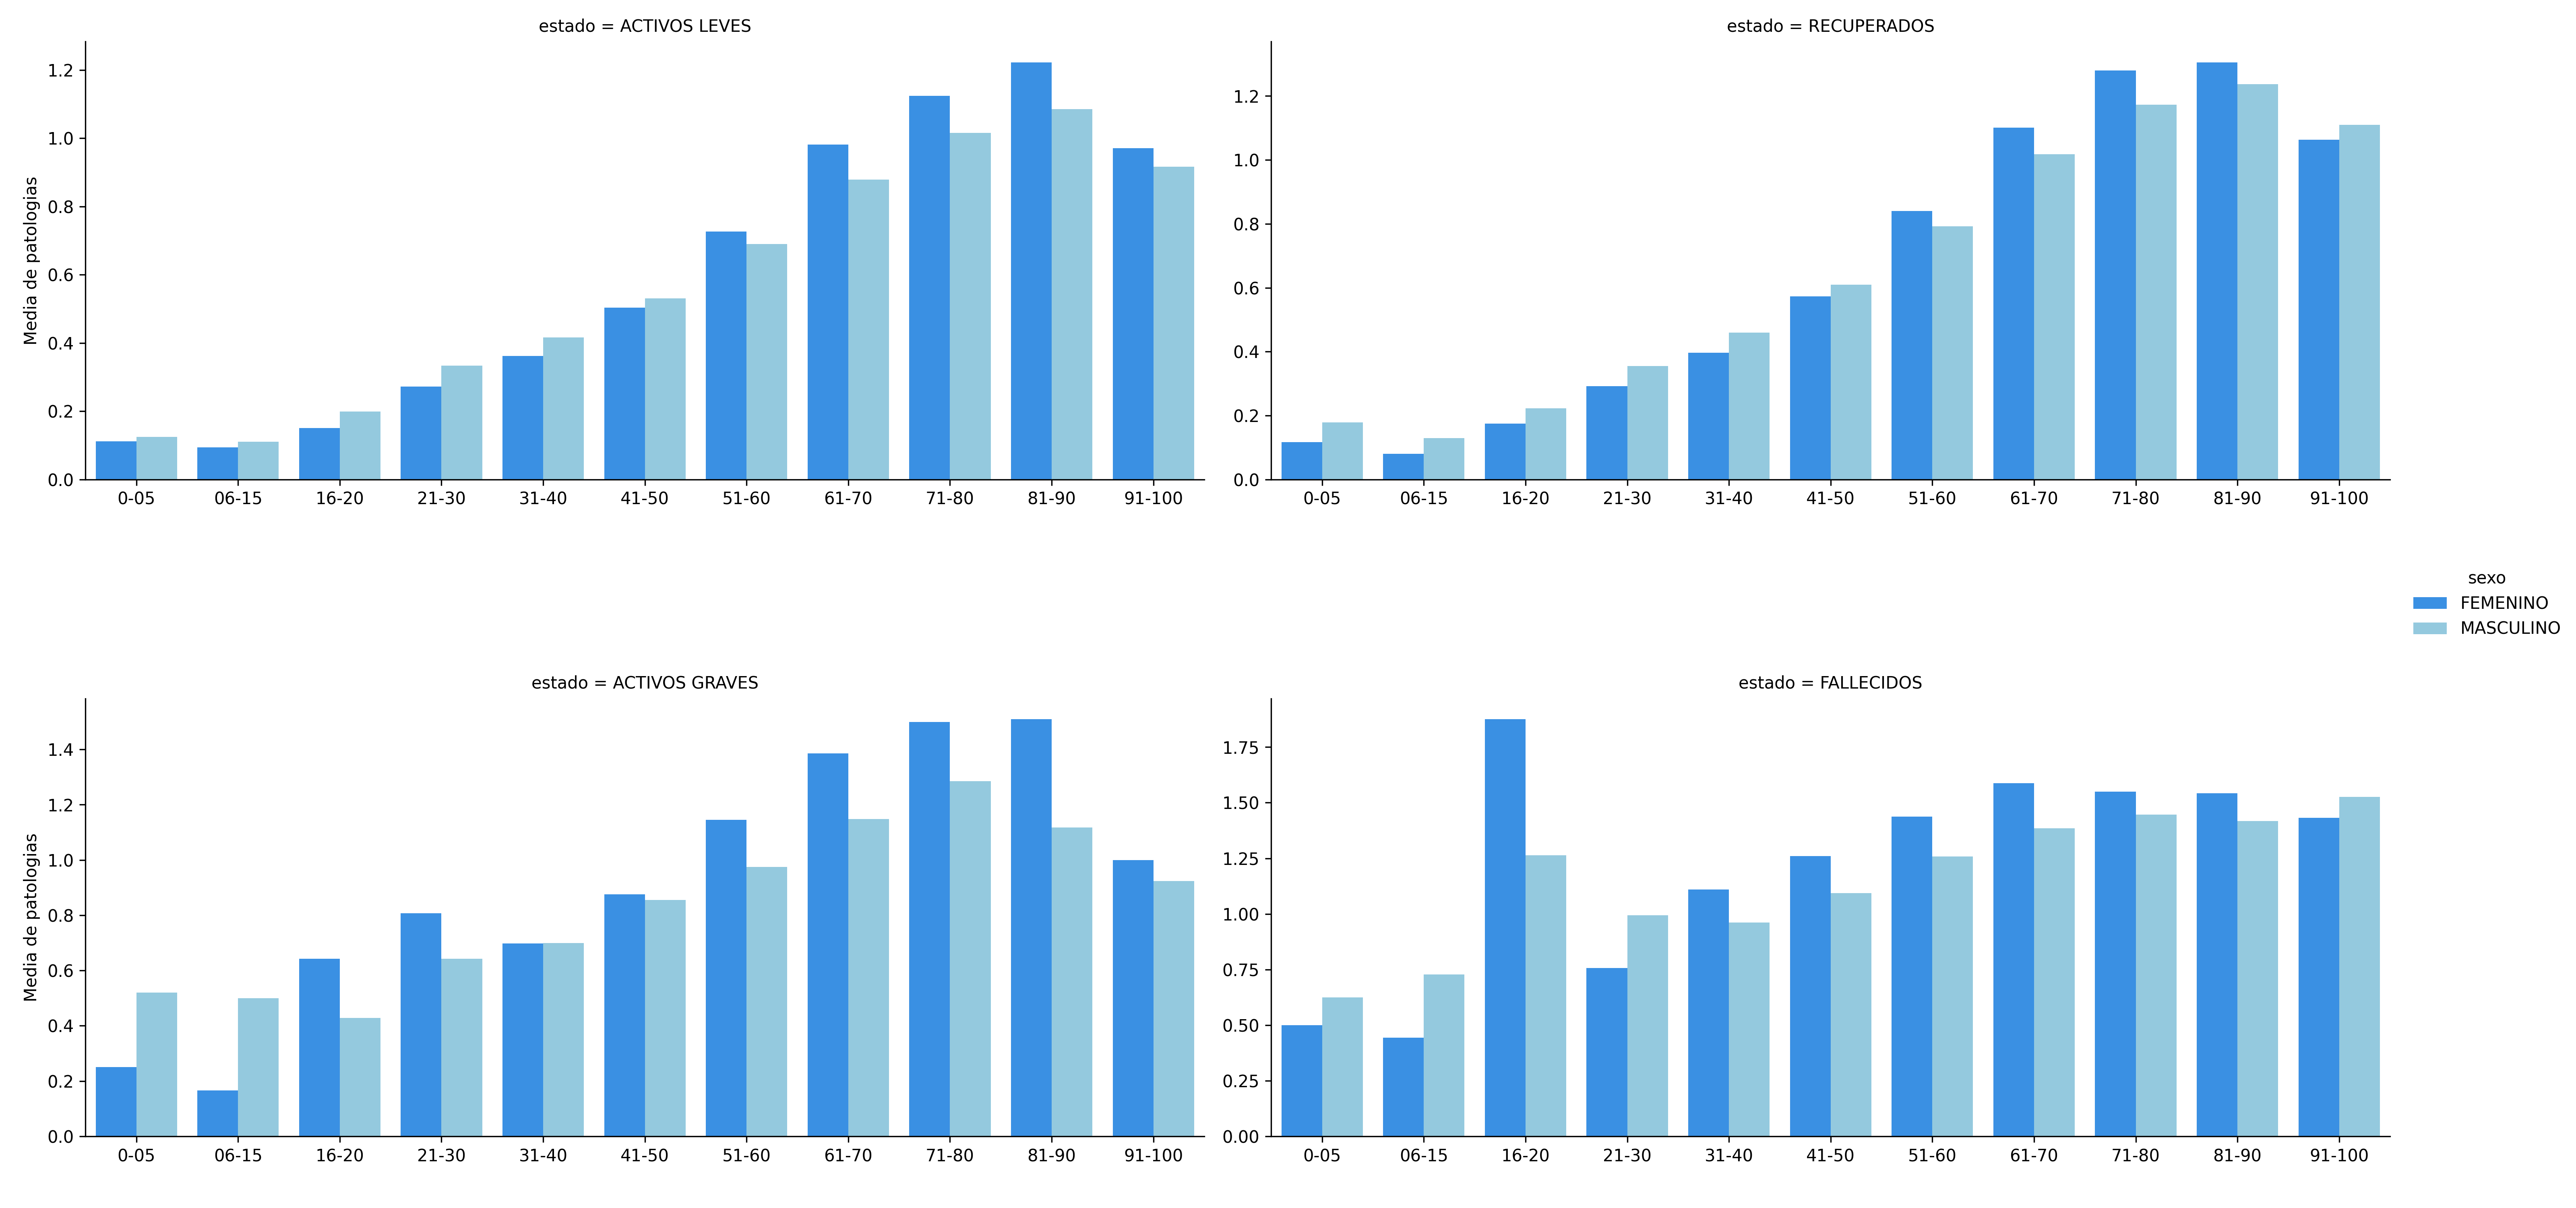 estado = ACTIVOS LEVES
Media de patologias
1.2
1.0
0.8
0.6
0.4
0.2
0.0
0-05 06-15 16-20 21-30 31-40 41-50 51-60 61-70 71-80 81-90 91-100
estado = RECUPERADOS
1.2
1.0
0.8
0.6
0.4
0.2
0.0
0-05 06-15 16-20 21-30 31-40 41-50 51-60 61-70 71-80 81-90 91-100
sexo
FEMENINO
MASCULINO
estado = ACTIVOS GRAVES
Media de patologias
1.4
1.2
1.0
0.8
0.6
0.4
0.2
0.0
0-05 06-15 16-20 21-30 31-40 41-50 51-60 61-70 71-80 81-90 91-100
estado = FALLECIDOS
1.75
1.50
1.25
1.00
0.75
0.50
0.25
0.00
0-05 06-15 16-20 21-30 31-40 41-50 51-60 61-70 71-80 81-90 91-100